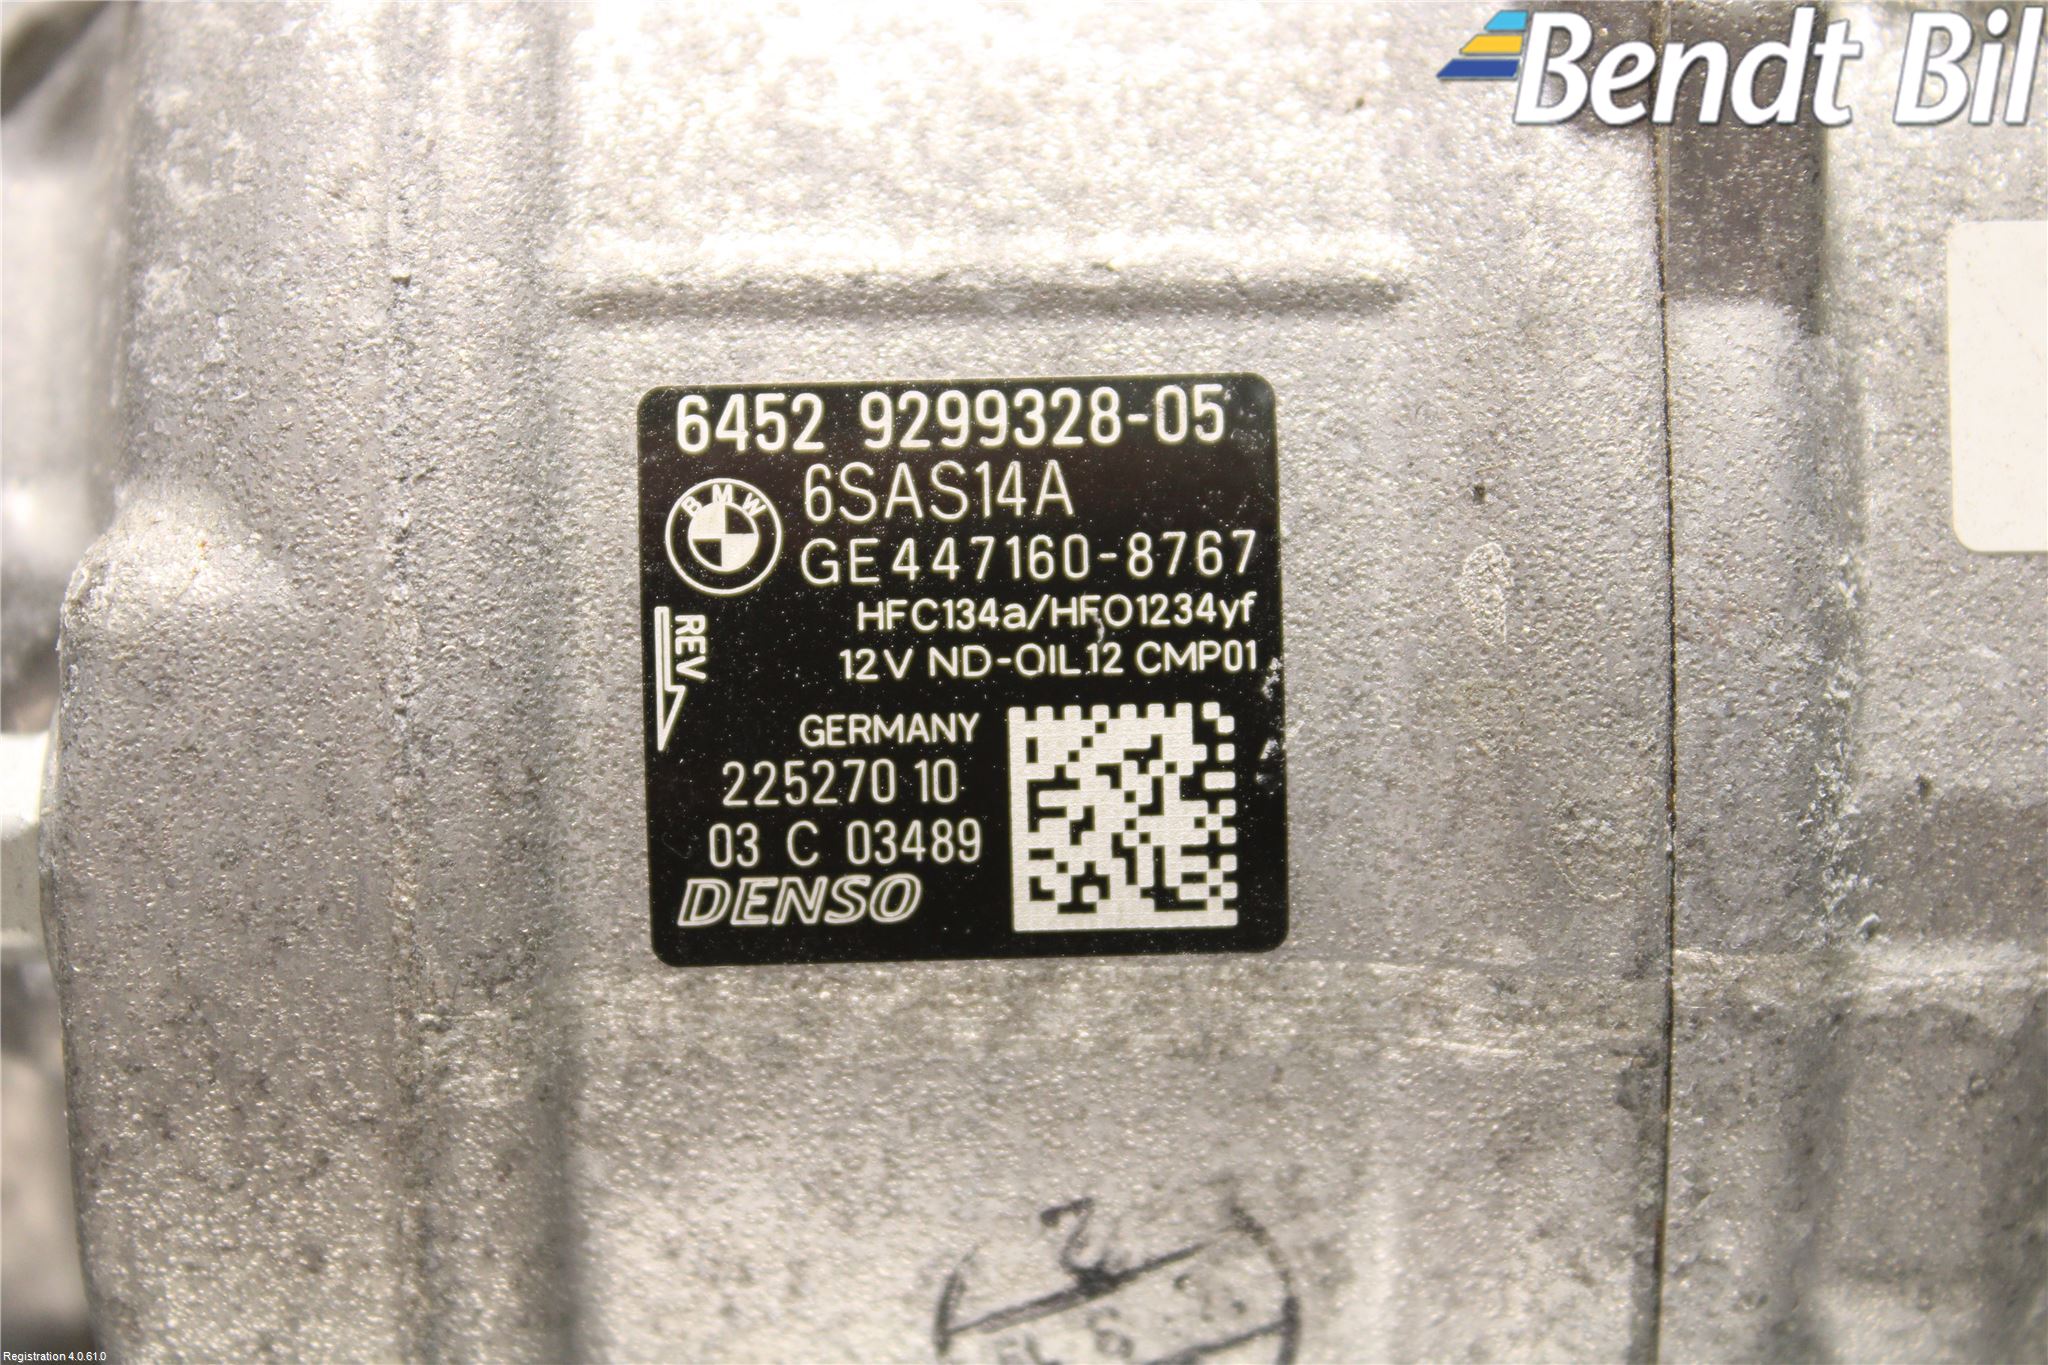 Bendt Bil
6452 9299328-05
BMW
6SAS14A
GE447160-8767
HFC134a/HFO1234yf
REV
12V ND-OIL12 CMP01
GERMANY
225270 10
03 C 03489
DENSO
Registration 4.0.61.0